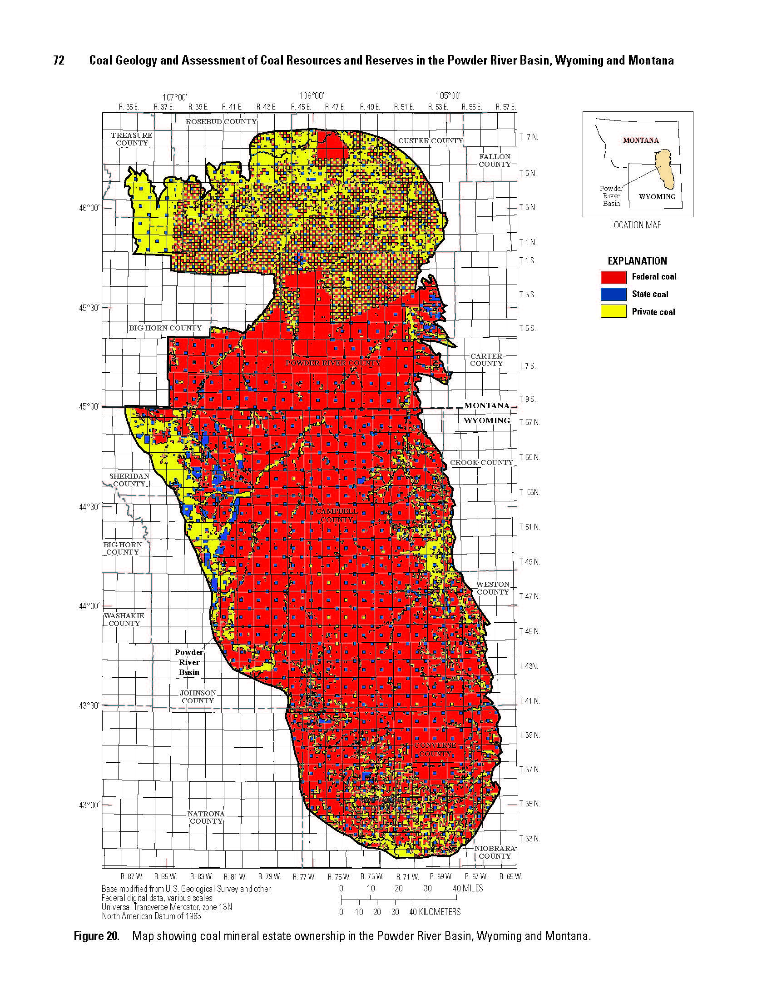 72 Coal Geology and Assessment of Coal Resources and Reserves in the Powder River Basin, Wyoming and Montana
107°00′ 106°00′ 105°00′
R. 35 E. R. 37 E. R. 39 E. R. 41 E. R. 43 E. R. 45 E. R. 47 E. R. 49 E. R. 51 E. R. 53 E. R. 55 E. R. 57 E.
ROSEBUD COUNTY
TREASURE
COUNTY
CUSTER COUNTY
FALLON
COUNTY
T. 7 N.
T. 5 N.
46°00′
T. 3 N.
T. 1 N.
T. 1 S.
T. 3 S.
45°30′
BIG HORN COUNTY
T. 5 S.
POWDER RIVER COUNTY
CARTER
COUNTY
T. 7 S.
T. 9 S.
45°00′
MONTANA
WYOMING
T. 57 N.
T. 55 N.
CROOK COUNTY
SHERIDAN
COUNTY
T. 53N.
44°30′
CAMPBELL
COUNTY
T. 51 N.
BIG HORN
COUNTY
T. 49 N.
WESTON
COUNTY
T. 47 N.
44°00′
WASHAKIE
COUNTY
T. 45 N.
Powder
River
Basin
T. 43N.
JOHNSON
COUNTY
T. 41 N.
43°30′
T. 39 N.
CONVERSE
COUNTY
T. 37 N.
43°00′
T. 35 N.
NATRONA
COUNTY
T. 33 N.
NIOBRARA
COUNTY
R. 87 W. R. 85 W. R. 83 W. R. 81 W. R. 79 W. R. 77 W. R. 75 W. R. 73 W. R. 71 W. R. 69 W. R. 67 W. R. 65 W.
MONTANA
Powder
River
Basin
WYOMING
LOCATION MAP
EXPLANATION
Federal coal
State coal
Private coal
Base modified from U.S. Geological Survey and other
Federal digital data, various scales
Universal Transverse Mercator, zone 13N
North American Datum of 1983
0 10 20 30 40 MILES
0 10 20 30 40 KILOMETERS
Figure 20. Map showing coal mineral estate ownership in the Powder River Basin, Wyoming and Montana.